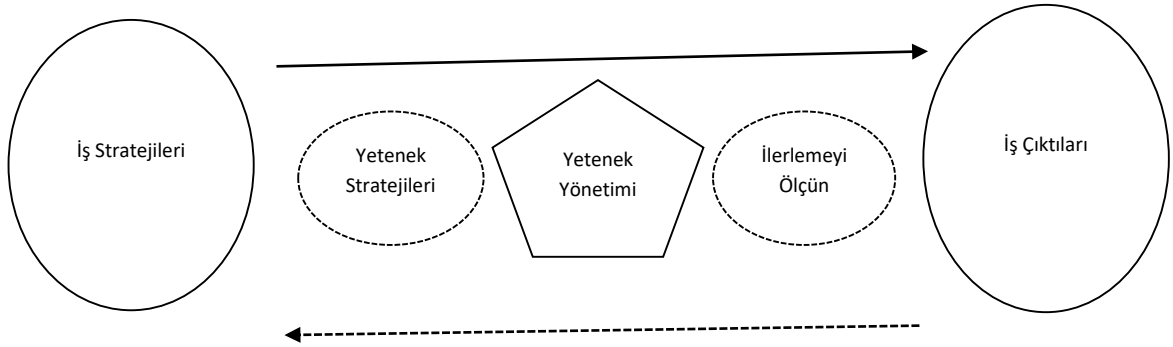 İş Stratejileri
Yetenek
Stratejileri
Yetenek
Yönetimi
İlerlemeyi
Ölçün
İş Çıktıları